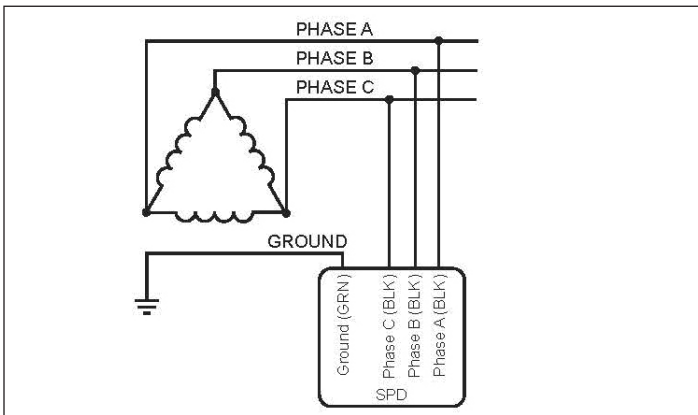 PHASE A
PHASE B
PHASE C
GROUND
Ground (GRN)
Phase C (BLK)
Phase B (BLK)
Phase A (BLK)
SPD